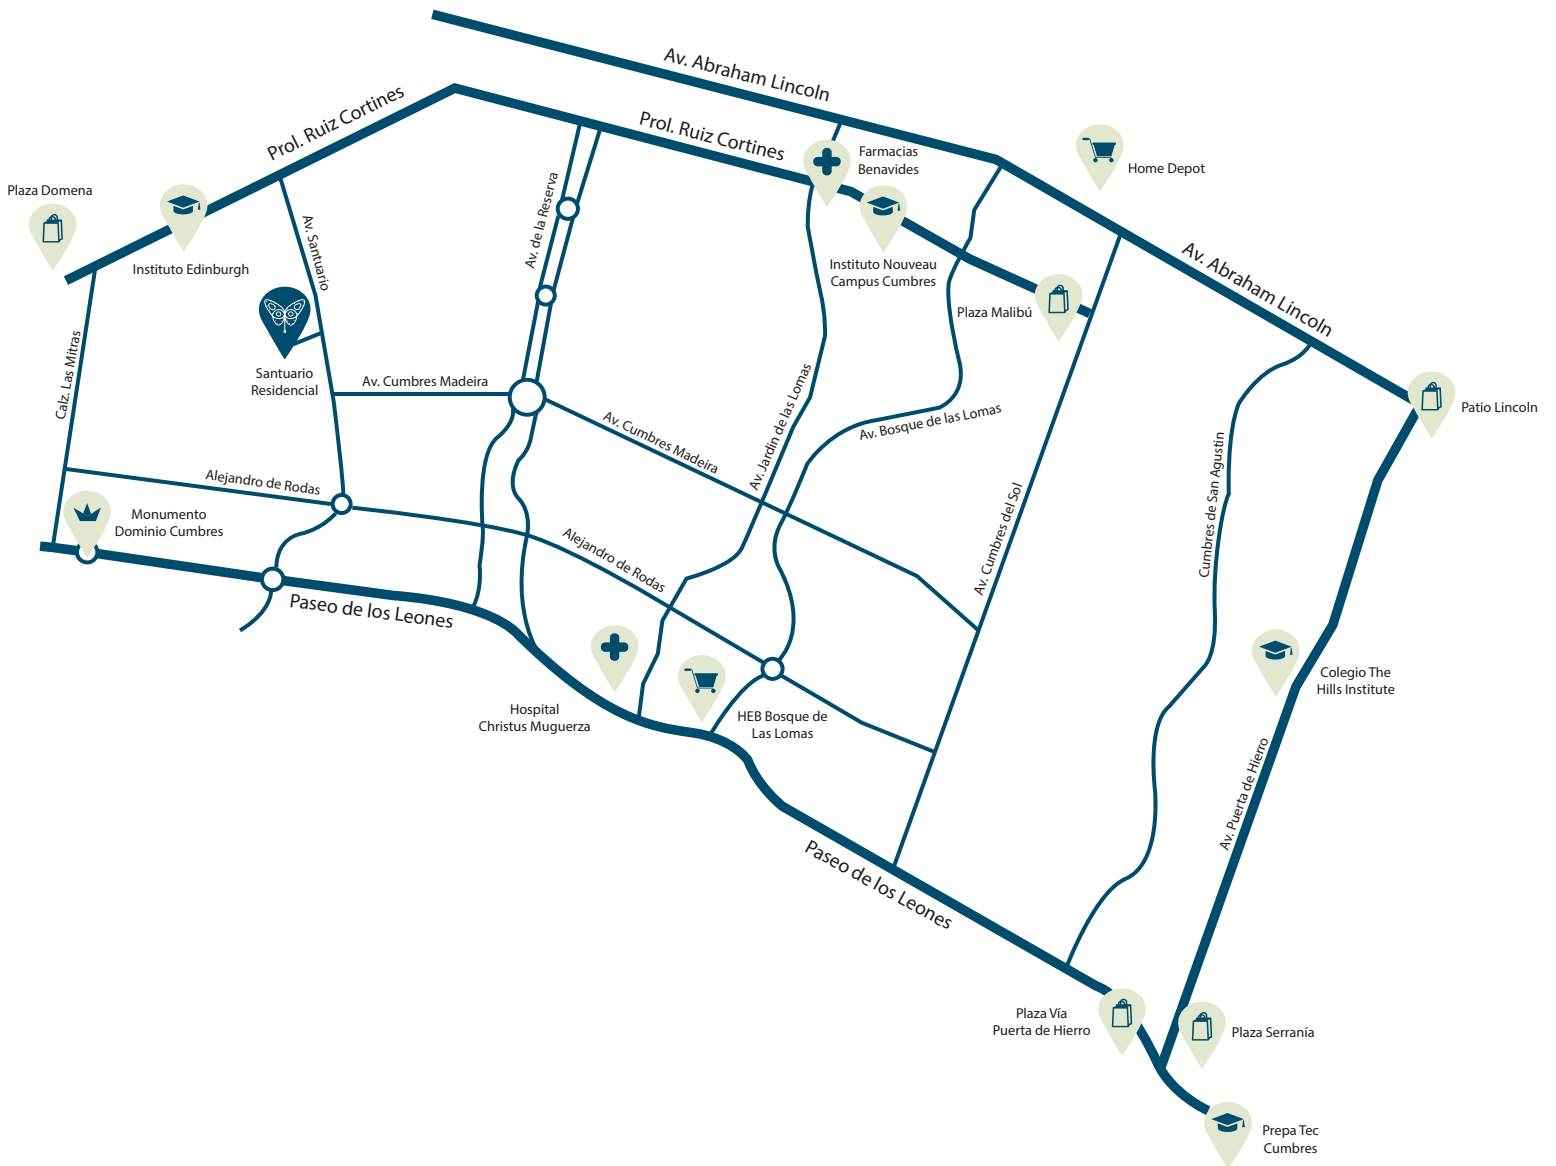 Av. Abraham Lincoln
Prol. Ruiz Cortines
Prol. Ruiz Cortines
Farmacias
Benavides
Home Depot
Plaza Domena
Av. Santuario
Av. de la Reserva
Instituto Edinburgh
Instituto Nouveau
Campus Cumbres
Av. Abraham Lincoln
Plaza Malibú
Calz. Las Mitras
Santuario
Residencial
Av. Cumbres Madeira
Av. Cumbres Madeira
Av. Jardin de las Lomas
Av. Bosque de las Lomas
Patio Lincoln
Alejandro de Rodas
Monumento
Dominio Cumbres
Alejandro de Rodas
Av. Cumbres del Sol
Cumbres de San Agustin
Paseo de los Leones
Hospital
Christus Muguerza
HEB Bosque de
Las Lomas
Colegio The
Hills Institute
Av. Puerta de Hierro
Paseo de los Leones
Plaza Vía
Puerta de Hierro
Plaza Serranía
Prepa Tec
Cumbres